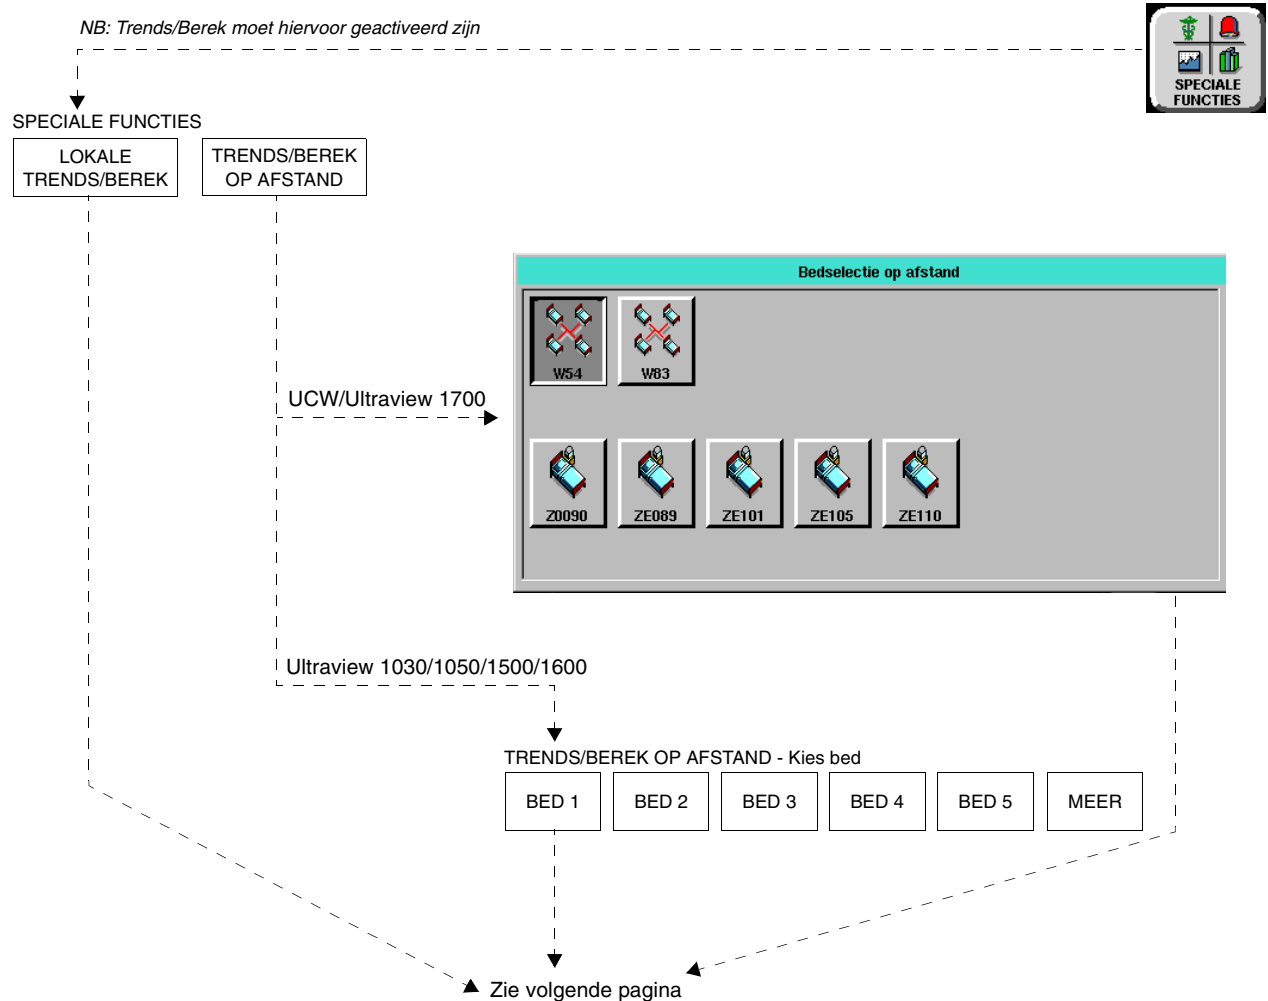 NB: Trends/Berek moet hiervoor geactiveerd zijn
SPECIALE
FUNCTIES
SPECIALE FUNCTIES
LOKALE
TRENDS/BEREK
TRENDS/BEREK
OP AFSTAND
Bedselectie op afstand
W54
W83
UCW/Ultraview 1700
Z0090
ZE089
ZE101
ZE105
ZE110
Ultraview 1030/1050/1500/1600
TRENDS/BEREK OP AFSTAND - Kies bed
BED 1
BED 2
BED 3
BED 4
BED 5
MEER
Zie volgende pagina